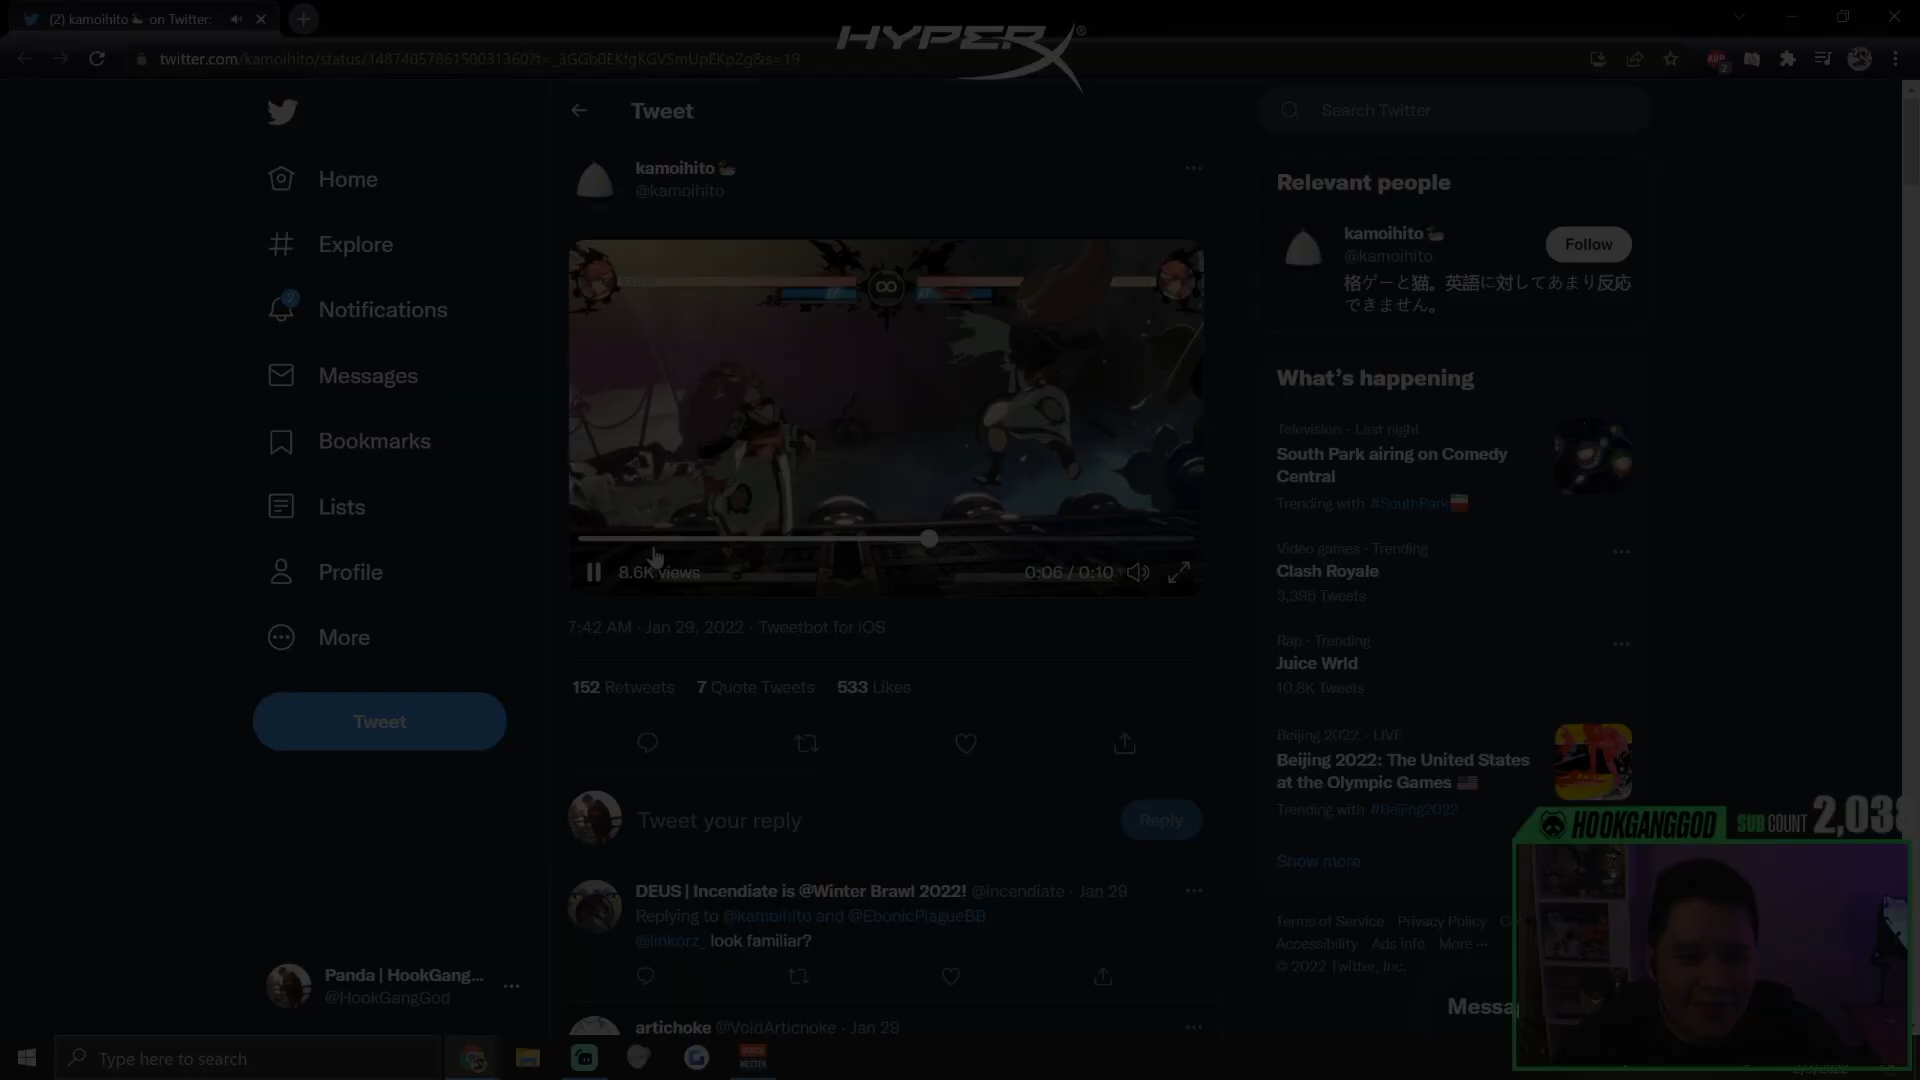 (2) kamoihito🦆 on Twitter:
HYPERX®
twitter.com/kamoihito/status/1487405786150031360?t=_3GGb0EKfgKGVSmUpEKpZg&s=19
Tweet
Search Twitter
kamoihito🦆
@kamoihito
Home
Explore
2
Notifications
Messages
Bookmarks
Lists
Profile
More
Tweet
8.6K views
0:06 / 0:10
7:42 AM · Jan 29, 2022 · Tweetbot for iOS
152 Retweets 7 Quote Tweets 533 Likes
Tweet your reply
Reply
DEUS | Incendiate is @Winter Brawl 2022! @incendiate · Jan 29
Replying to @kamoihito and @EbonicPlagueBB
@linkorz_ look familiar?
artichoke @VoidArtichoke · Jan 29
Relevant people
kamoihito🦆
@kamoihito
Follow
格ゲーと猫。英語に対してあまり反応
できません。
What's happening
Television · Last night
South Park airing on Comedy
Central
Trending with #SouthPark
Video games · Trending
Clash Royale
3,395 Tweets
Rap · Trending
Juice Wrld
10.8K Tweets
Beijing 2022 · LIVE
Beijing 2022: The United States
at the Olympic Games 🇺🇸
Trending with #Beijing2022
Show more
Terms of Service Privacy Policy
Accessibility Ads Info More ···
© 2022 Twitter, Inc.
HOOKGANGGOD SUB COUNT 2,038
Panda | HookGang...
@HookGangGod
Type here to search
VOICE
MEETER